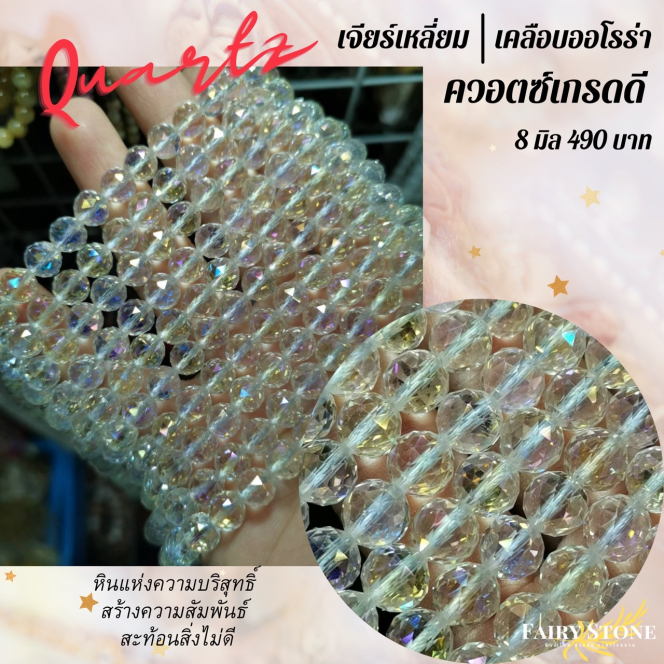 Quartz
เจียร์เหลี่ยม | เคลือบออโรร่า
ควอตซ์เกรดดี
8 มิล 490 บาท
หินแห่งความบริสุทธิ์
สร้างความสัมพันธ์
สะท้อนสิ่งไม่ดี
FAIRY STONE